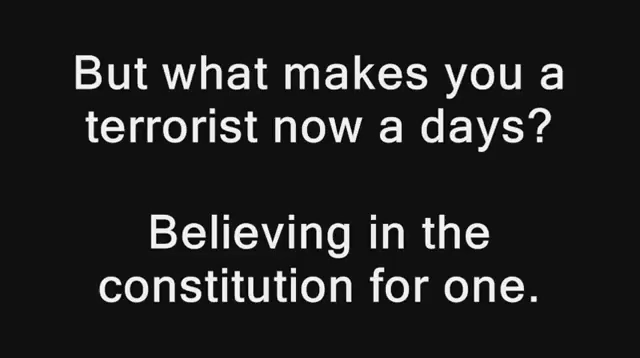 But what makes you a
terrorist now a days?
Believing in the
constitution for one.